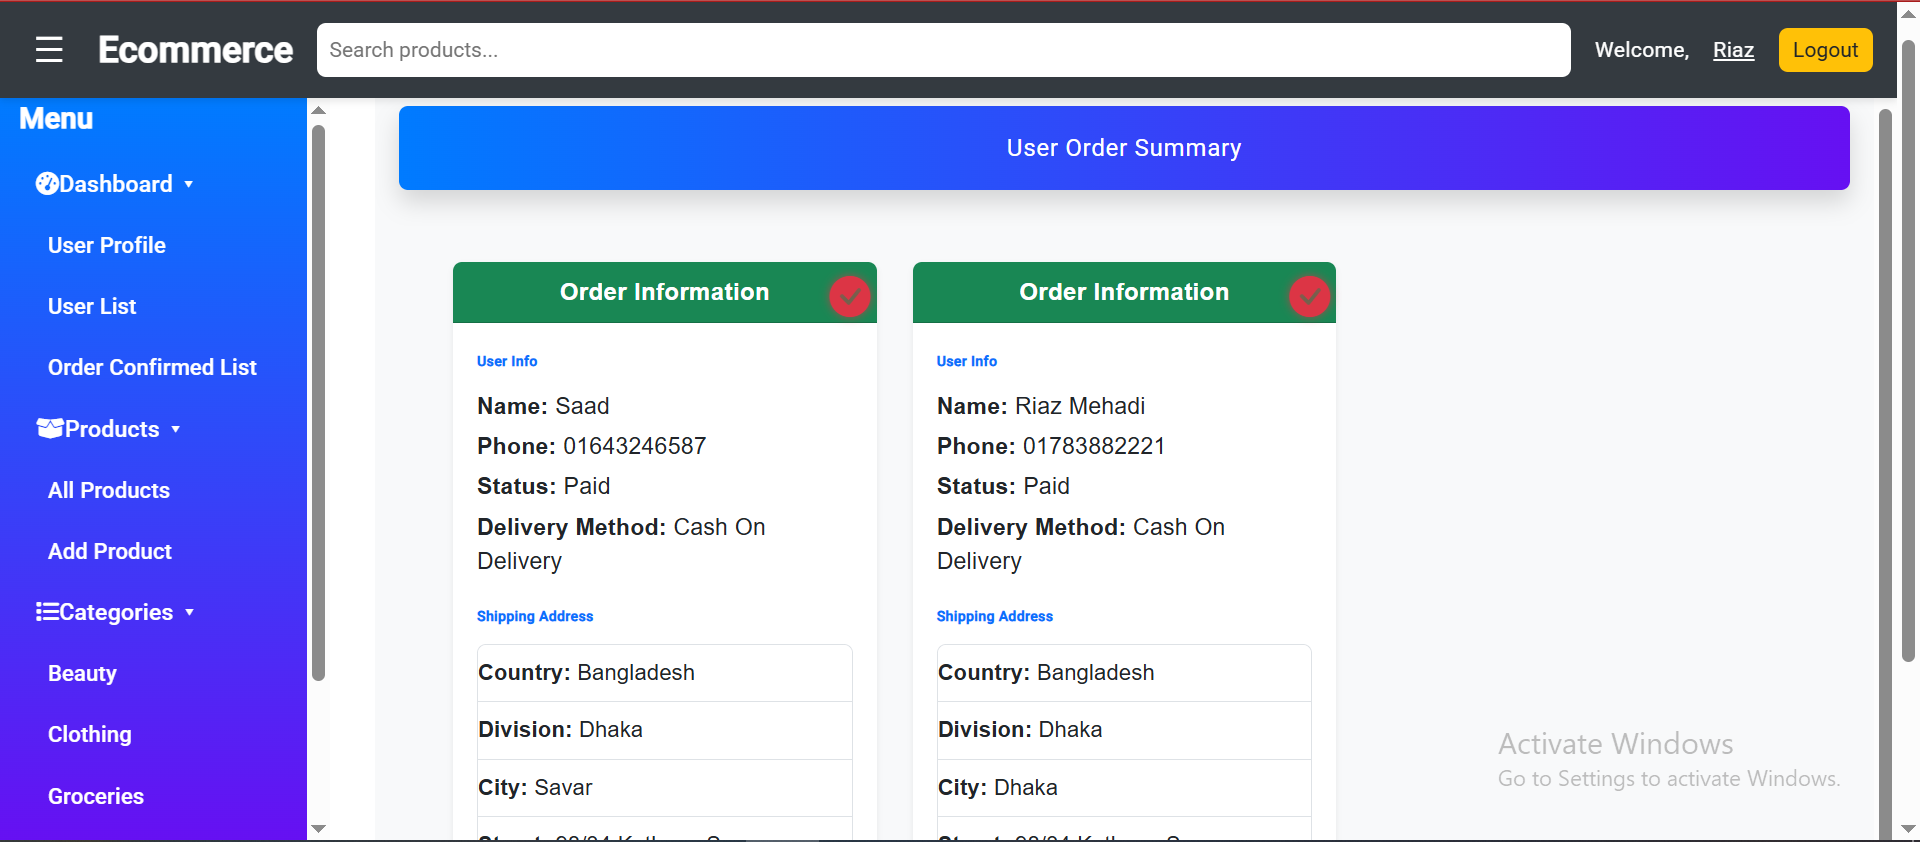 Ecommerce
Search products...
Welcome, Riaz
Logout
Menu
Dashboard
User Profile
User List
Order Confirmed List
Products
All Products
Add Product
Categories
Beauty
Clothing
Groceries
User Order Summary
Order Information
User Info
Name: Saad
Phone: 01643246587
Status: Paid
Delivery Method: Cash On
Delivery
Shipping Address
Country: Bangladesh
Division: Dhaka
City: Savar
Order Information
User Info
Name: Riaz Mehadi
Phone: 01783882221
Status: Paid
Delivery Method: Cash On
Delivery
Shipping Address
Country: Bangladesh
Division: Dhaka
City: Dhaka
Activate Windows
Go to Settings to activate Windows.